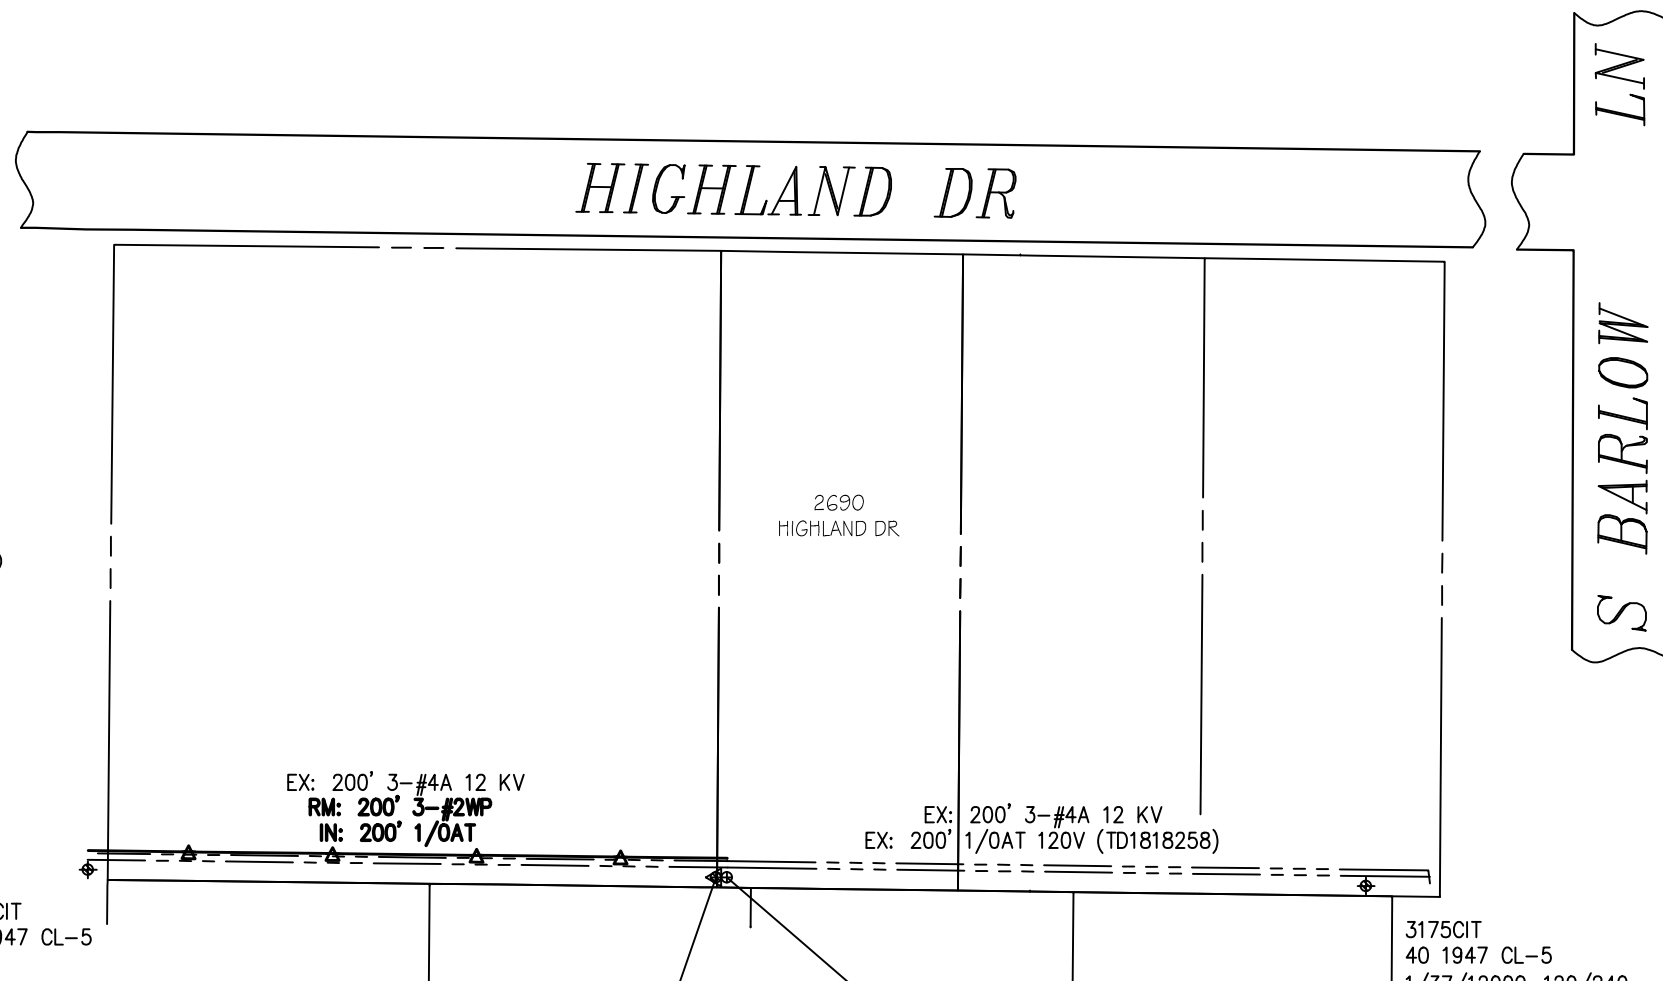 HIGHLAND DR
S BARLOW LN
2690
HIGHLAND DR
EX: 200' 3-#4A 12 KV
RM: 200' 3-#2WP
IN: 200' 1/0AT
EX: 200' 3-#4A 12 KV
EX: 200' 1/0AT 120V (TD1818258)
CIT
47 CL-5
3175CIT
40 1947 CL-5